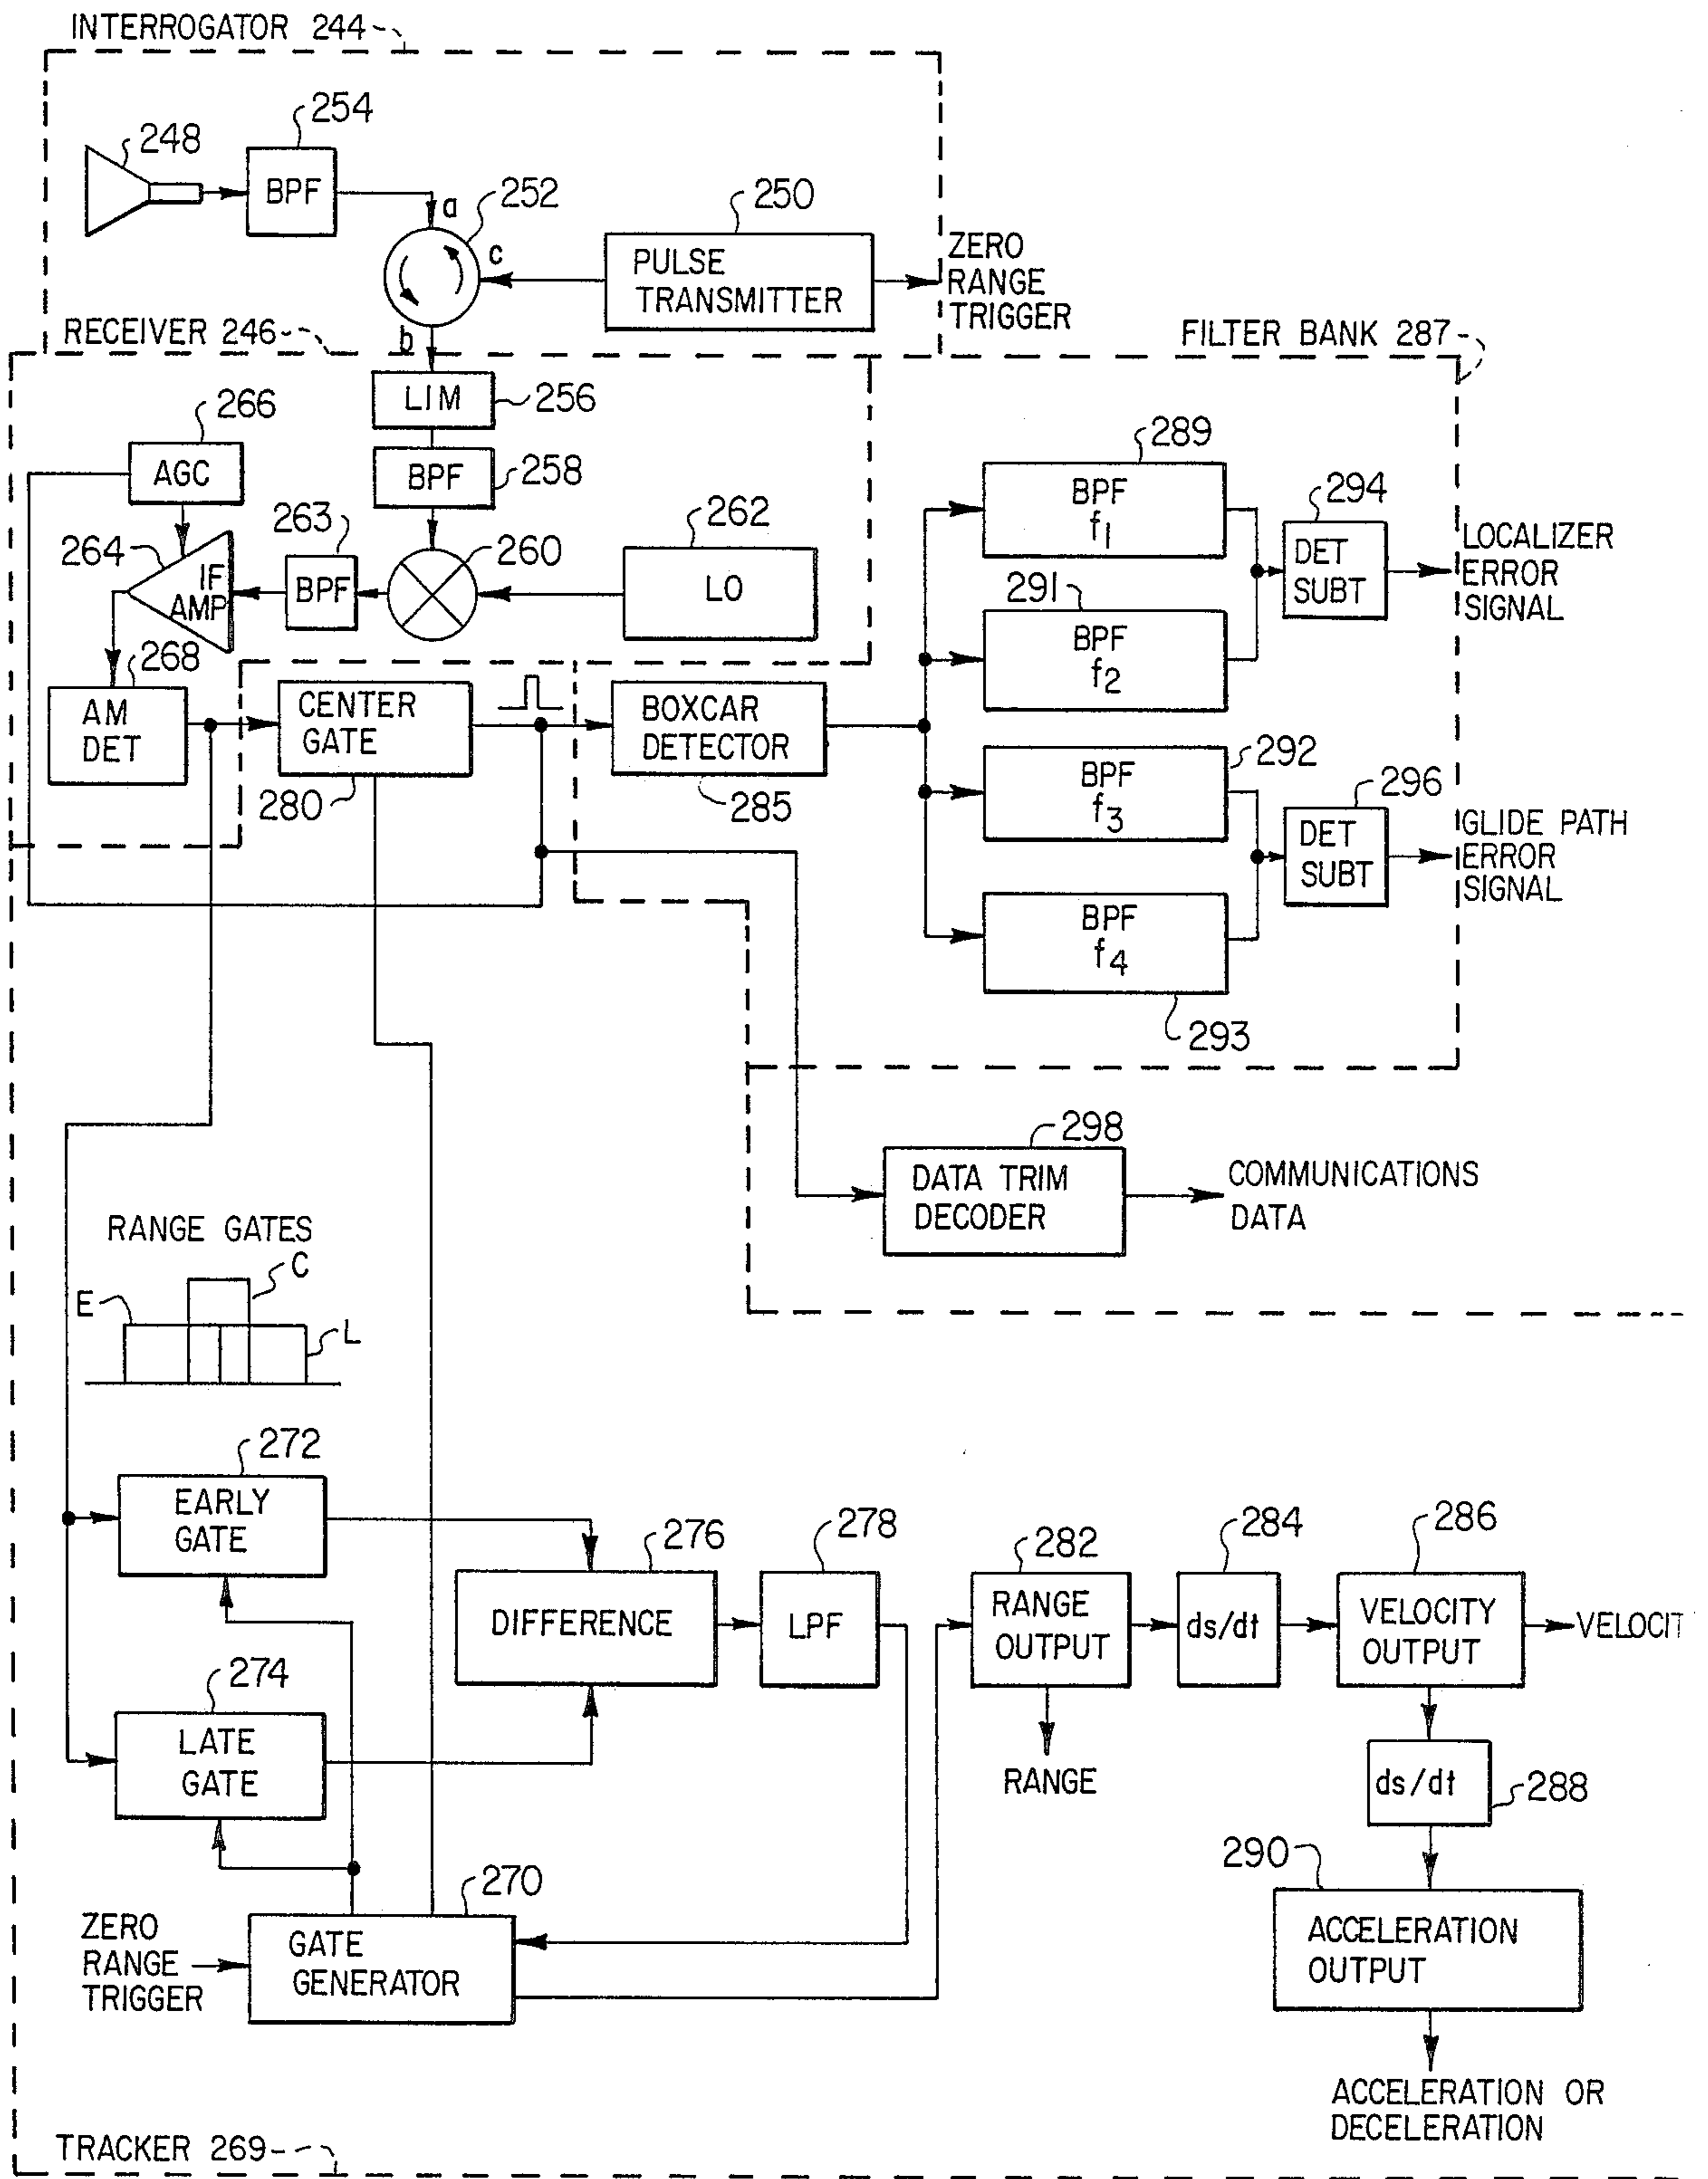 INTERROGATOR 244
248
254
BPF
a
252
c
b
250
PULSE
TRANSMITTER
ZERO
RANGE
TRIGGER
RECEIVER 246
FILTER BANK 287
LIM
256
266
AGC
BPF
258
264
IF
AMP
263
BPF
260
262
LO
268
AM
DET
CENTER
GATE
280
BOXCAR
DETECTOR
285
289
BPF
f1
291
BPF
f2
292
BPF
f3
BPF
f4
293
294
DET
SUBT
LOCALIZER
ERROR
SIGNAL
296
DET
SUBT
GLIDE PATH
ERROR
SIGNAL
298
DATA TRIM
DECODER
COMMUNICATIONS
DATA
RANGE GATES
C
E
L
272
EARLY
GATE
274
LATE
GATE
276
DIFFERENCE
278
LPF
282
RANGE
OUTPUT
RANGE
284
ds/dt
286
VELOCITY
OUTPUT
VELOCIT
ds/dt
288
290
ACCELERATION
OUTPUT
ACCELERATION OR
DECELERATION
270
GATE
GENERATOR
ZERO
RANGE
TRIGGER
TRACKER 269